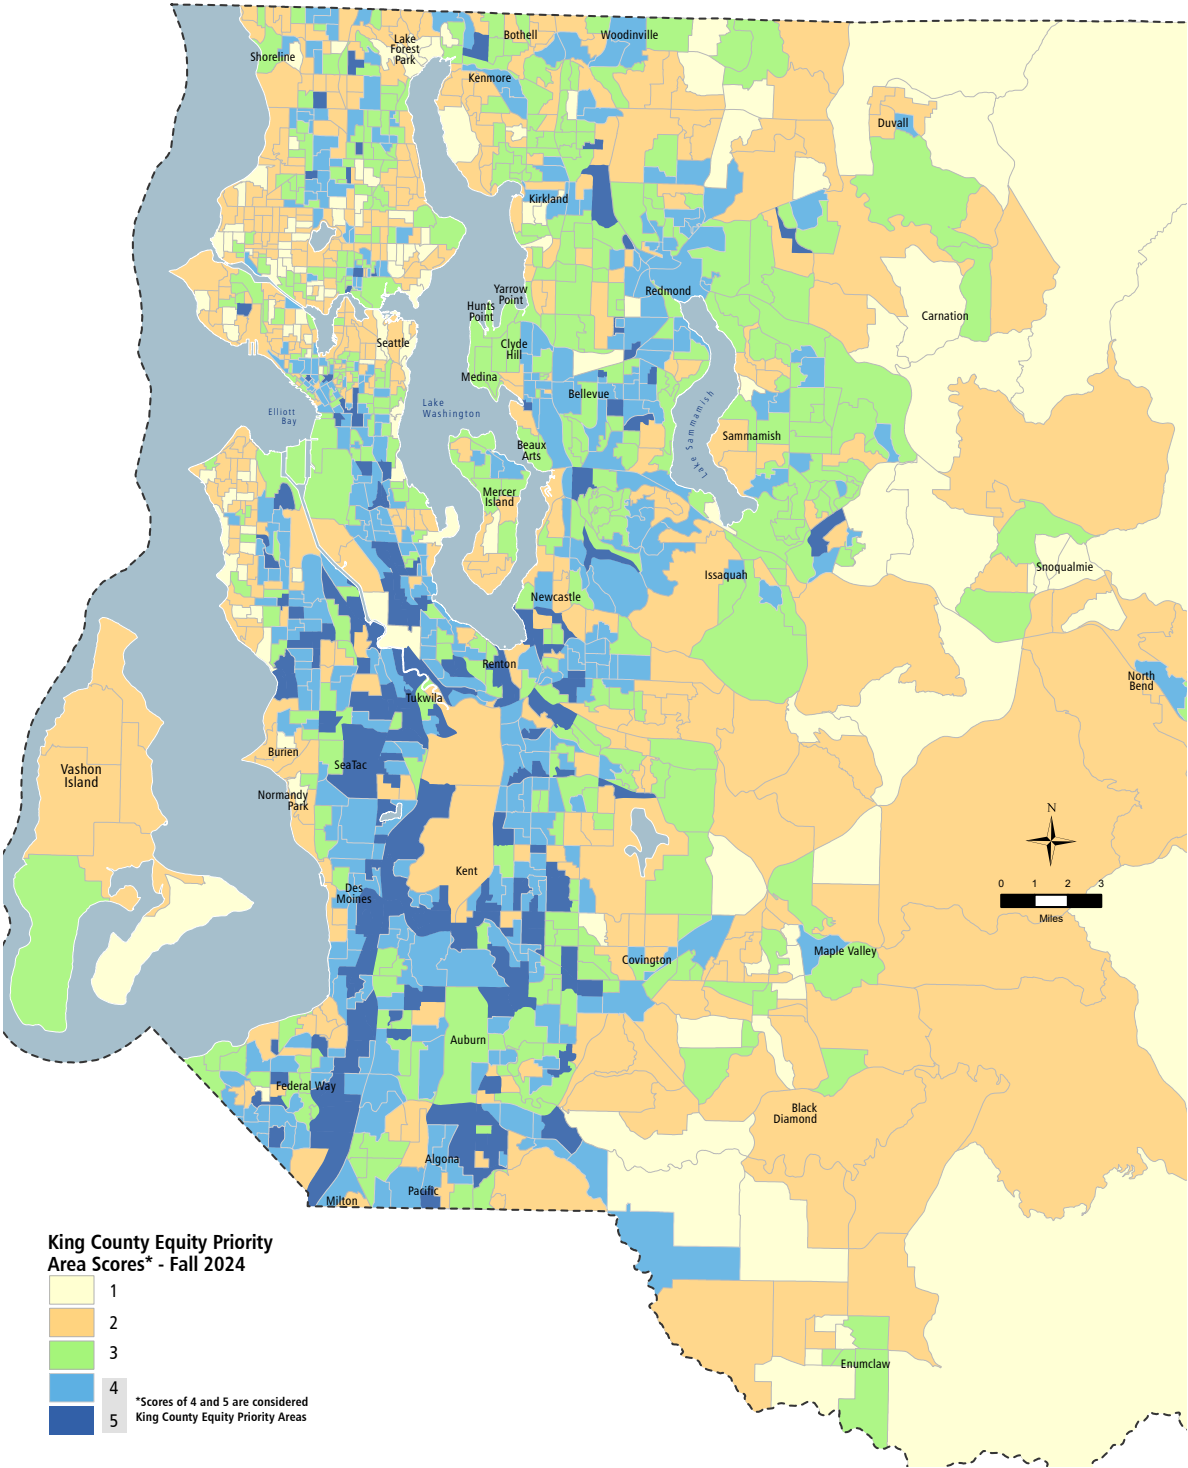 Shoreline
Lake
Forest
Park
Bothell
Woodinville
Kenmore
Duvall
Kirkland
Redmond
Yarrow
Point
Hunts
Point
Carnation
Seattle
Clyde
Hill
Medina
Bellevue
Lake
Washington
Elliott
Bay
Lake Sammamish
Sammamish
Beaux
Arts
Mercer
Island
Snoqualmie
Issaquah
Newcastle
Renton
North
Bend
Tukwila
Burien
SeaTac
Vashon
Island
Normandy
Park
N
0 1 2 3
Miles
Kent
Des
Moines
Maple Valley
Covington
Auburn
Federal Way
Black
Diamond
Algona
Pacific
Milton
King County Equity Priority
Area Scores* - Fall 2024
1
2
3
4
5
*Scores of 4 and 5 are considered
King County Equity Priority Areas
Enumclaw